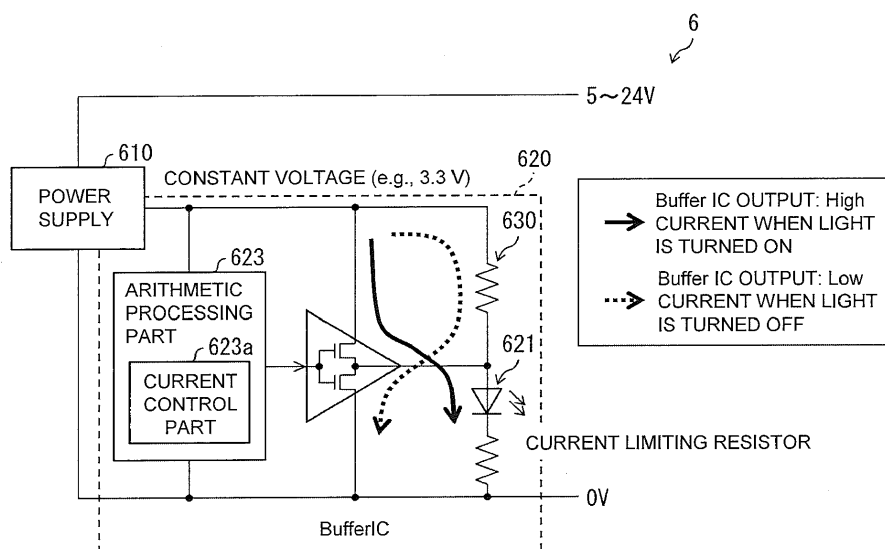 6
5～24V
610
POWER
SUPPLY
CONSTANT VOLTAGE (e.g., 3.3 V)
620
630
623
ARITHMETIC
PROCESSING
PART
623a
CURRENT
CONTROL
PART
621
CURRENT LIMITING RESISTOR
0V
BufferIC
Buffer IC OUTPUT: High
CURRENT WHEN LIGHT
IS TURNED ON
Buffer IC OUTPUT: Low
CURRENT WHEN LIGHT
IS TURNED OFF